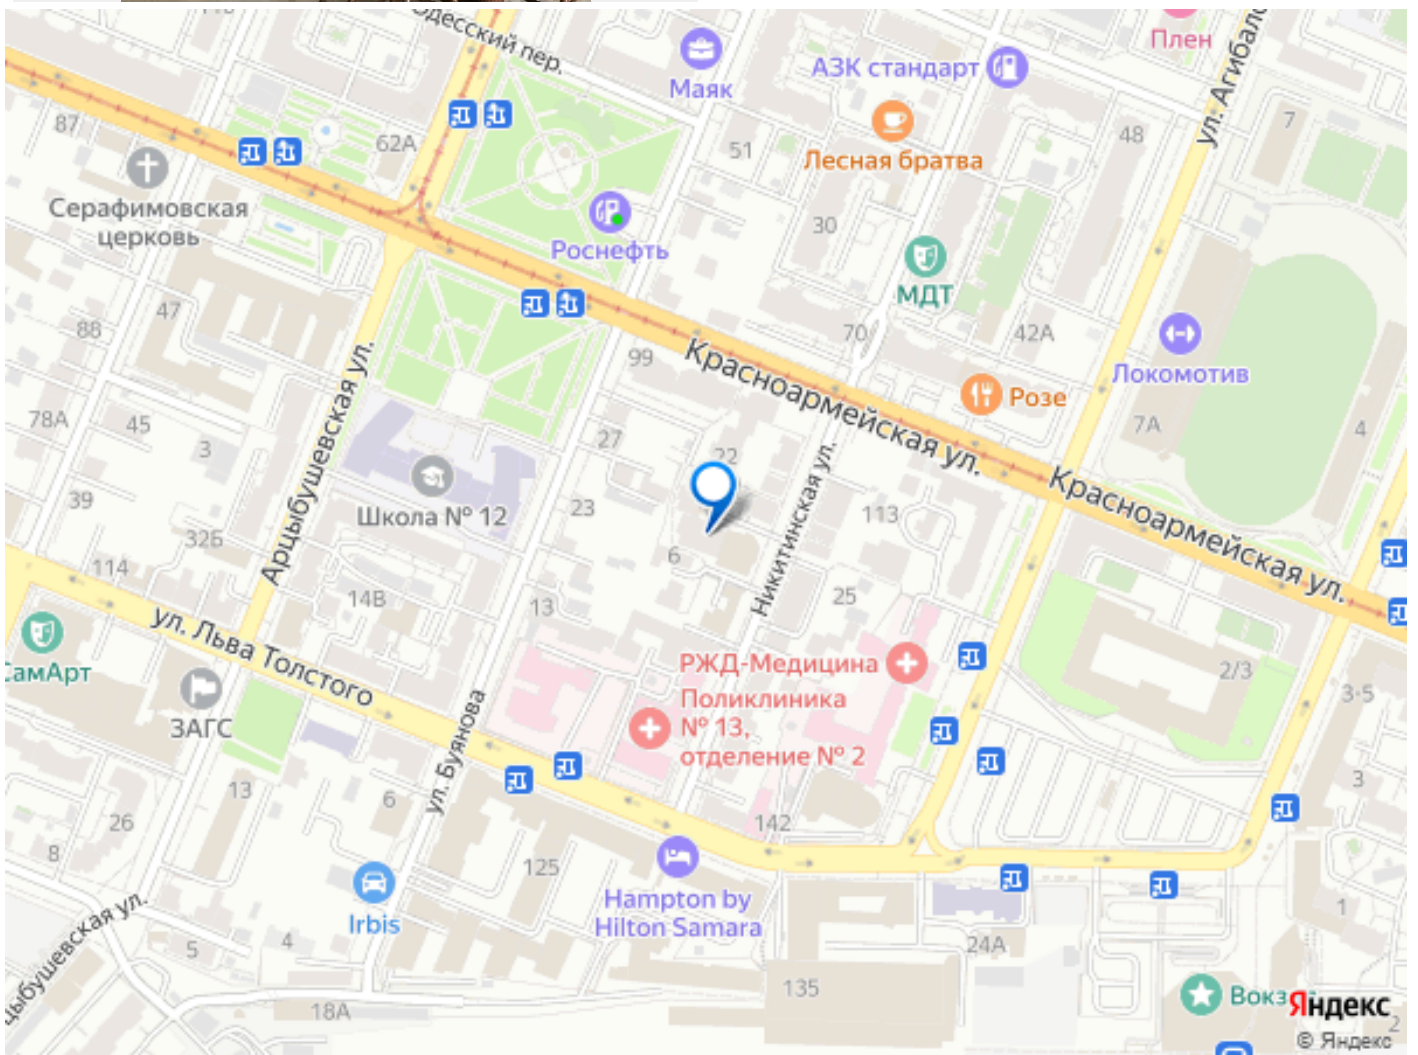 Одесский пер.
Маяк
АЗК стандарт
Плен
ул. Агибалова
87
62А
51
48
7
Лесная братва
Серафимовская
церковь
Роснефть
30
МДТ
47
88
99
70
42А
Локомотив
Красноармейская ул.
Розе
7А
4
78А
45
3
Арцыбушевская ул.
27
22
Никитинская ул.
Красноармейская ул.
39
32Б
Школа № 12
23
113
6
114
14В
13
25
ул. Льва Толстого
СамАрт
ЗАГС
РЖД-Медицина
Поликлиника
№ 13,
отделение № 2
2/3
3-5
ул. Буянова
13
6
26
8
142
3
125
Irbis
Hampton by
Hilton Samara
Арцыбушевская ул.
5
4
18А
24А
135
1
2
Яндекс
© Яндекс